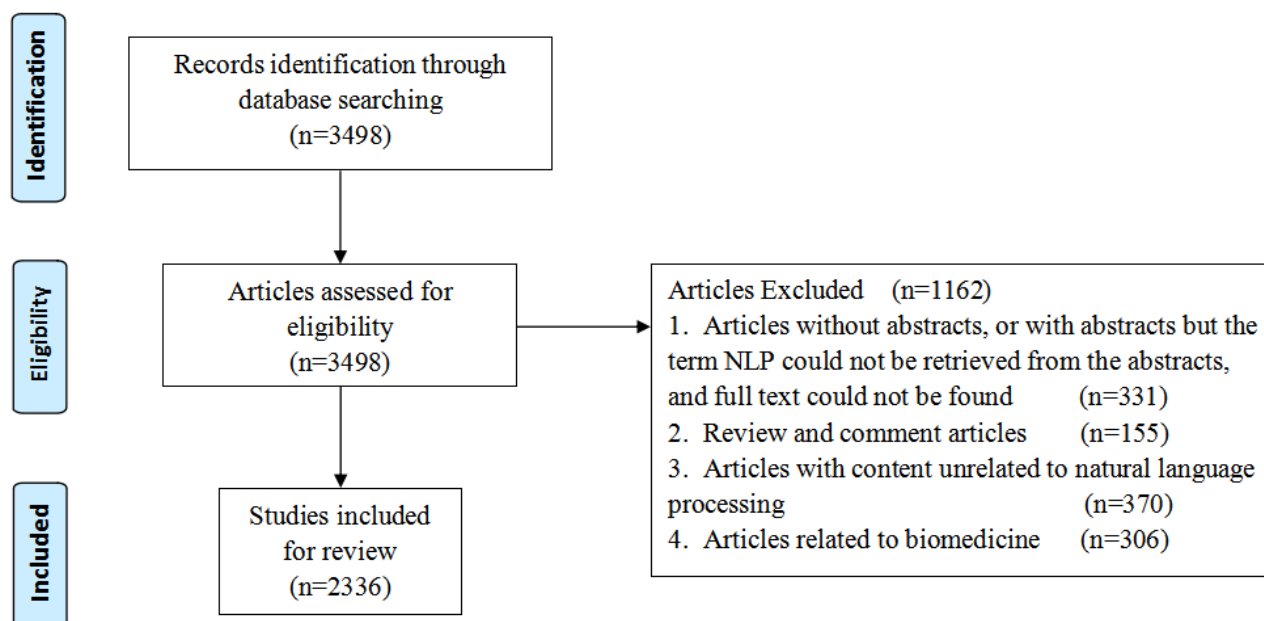 Identification
Records identification through
database searching
(n=3498)
Eligibility
Articles assessed for
eligibility
(n=3498)
Articles Excluded (n=1162)
1. Articles without abstracts, or with abstracts but the
term NLP could not be retrieved from the abstracts,
and full text could not be found (n=331)
2. Review and comment articles (n=155)
3. Articles with content unrelated to natural language
processing (n=370)
4. Articles related to biomedicine (n=306)
Included
Studies included
for review
(n=2336)